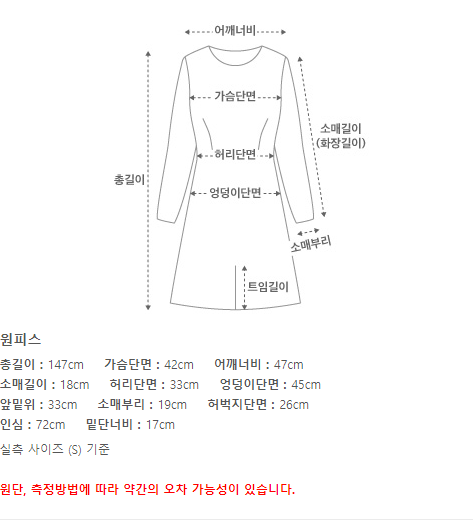 어깨너비
가슴단면
소매길이
(화장길이)
허리단면
총길이
엉덩이단면
소매부리
트임길이
원피스
총길이 : 147cm 가슴단면 : 42cm 어깨너비 : 47cm
소매길이 : 18cm 허리단면 : 33cm 엉덩이단면 : 45cm
앞밑위 : 33cm 소매부리 : 19cm 허벅지단면 : 26cm
인심 : 72cm 밑단너비 : 17cm
실측 사이즈 (S) 기준
원단, 측정방법에 따라 약간의 오차 가능성이 있습니다.